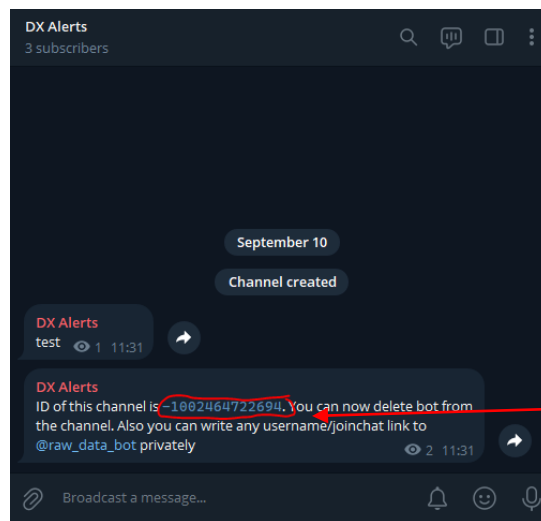 DX Alerts
3 subscribers
September 10
Channel created
DX Alerts
test 1 11:31
DX Alerts
ID of this channel is -1002464722694. You can now delete bot from
the channel. Also you can write any username/joinchat link to
@raw_data_bot privately
2 11:31
Broadcast a message...